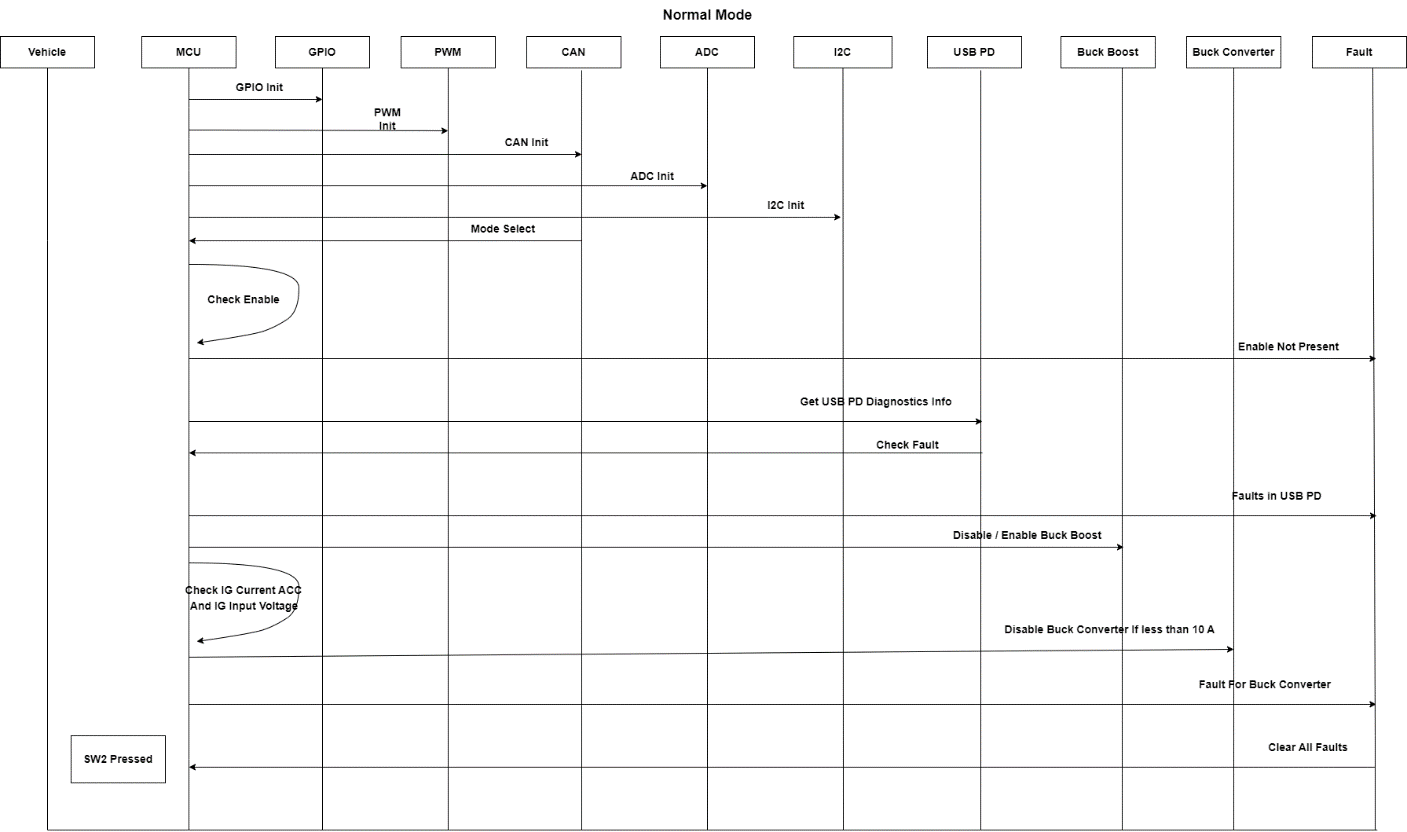 Normal Mode
Vehicle
MCU
GPIO
PWM
CAN
ADC
I2C
USB PD
Buck Boost
Buck Converter
Fault
GPIO Init
PWM
Init
CAN Init
ADC Init
I2C Init
Mode Select
Check Enable
Enable Not Present
Get USB PD Diagnostics Info
Check Fault
Faults in USB PD
Disable / Enable Buck Boost
Check IG Current ACC
And IG Input Voltage
Disable Buck Converter If less than 10 A
Fault For Buck Converter
Clear All Faults
SW2 Pressed